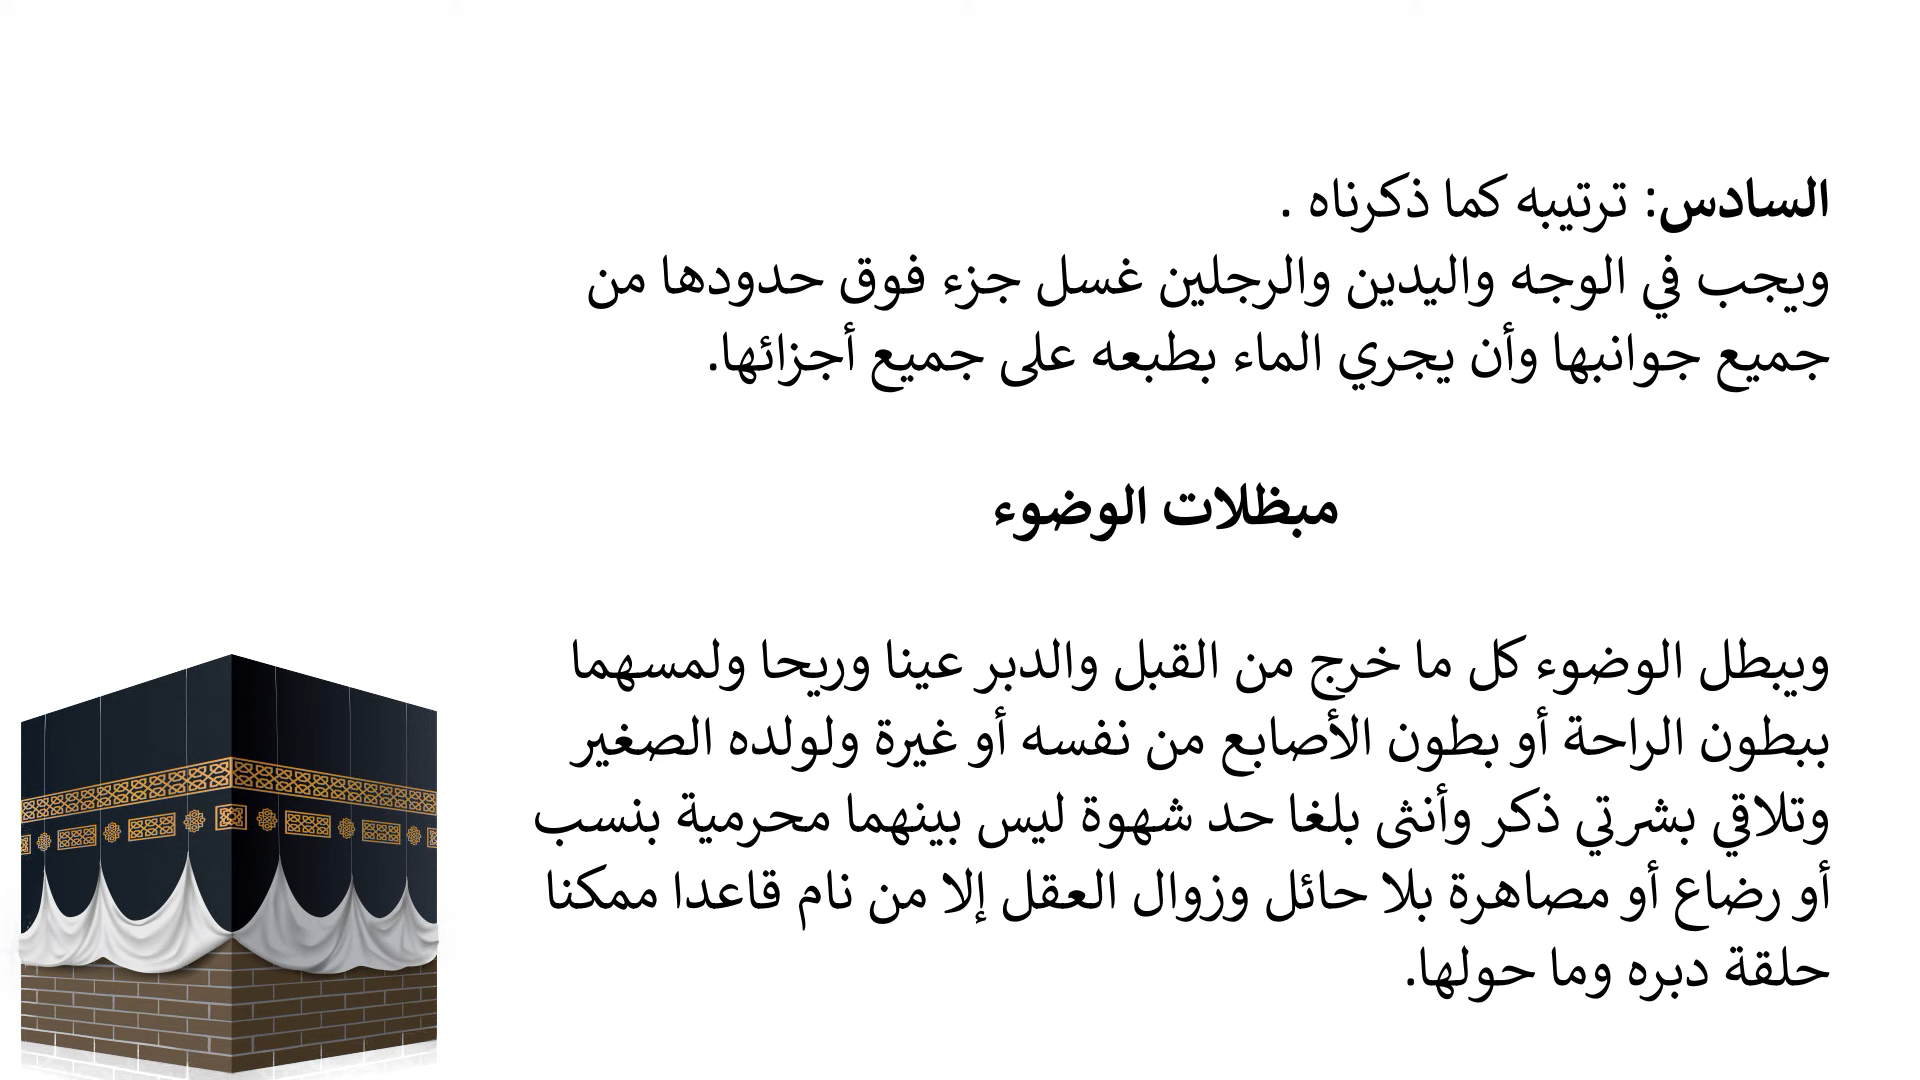 السادس: ترتيبه كما ذكرناه .
ويجب في الوجه واليدين والرجلين غسل جزء فوق حدودها من
جميع جوانبها وأن يجري الماء بطبعه على جميع أجزائها.
مبظلات الوضوء
ويبطل الوضوء كل ما خرج من القبل والدبر عينا وريحا ولمسهما
ببطون الراحة أو بطون الأصابع من نفسه أو غيرة ولولده الصغير
وتلاقي بشرتي ذكر وأنثى بلغا حد شهوة ليس بينهما محرمية بنسب
أو رضاع أو مصاهرة بلا حائل وزوال العقل إلا من نام قاعدا ممكنا
حلقة دبره وما حولها.